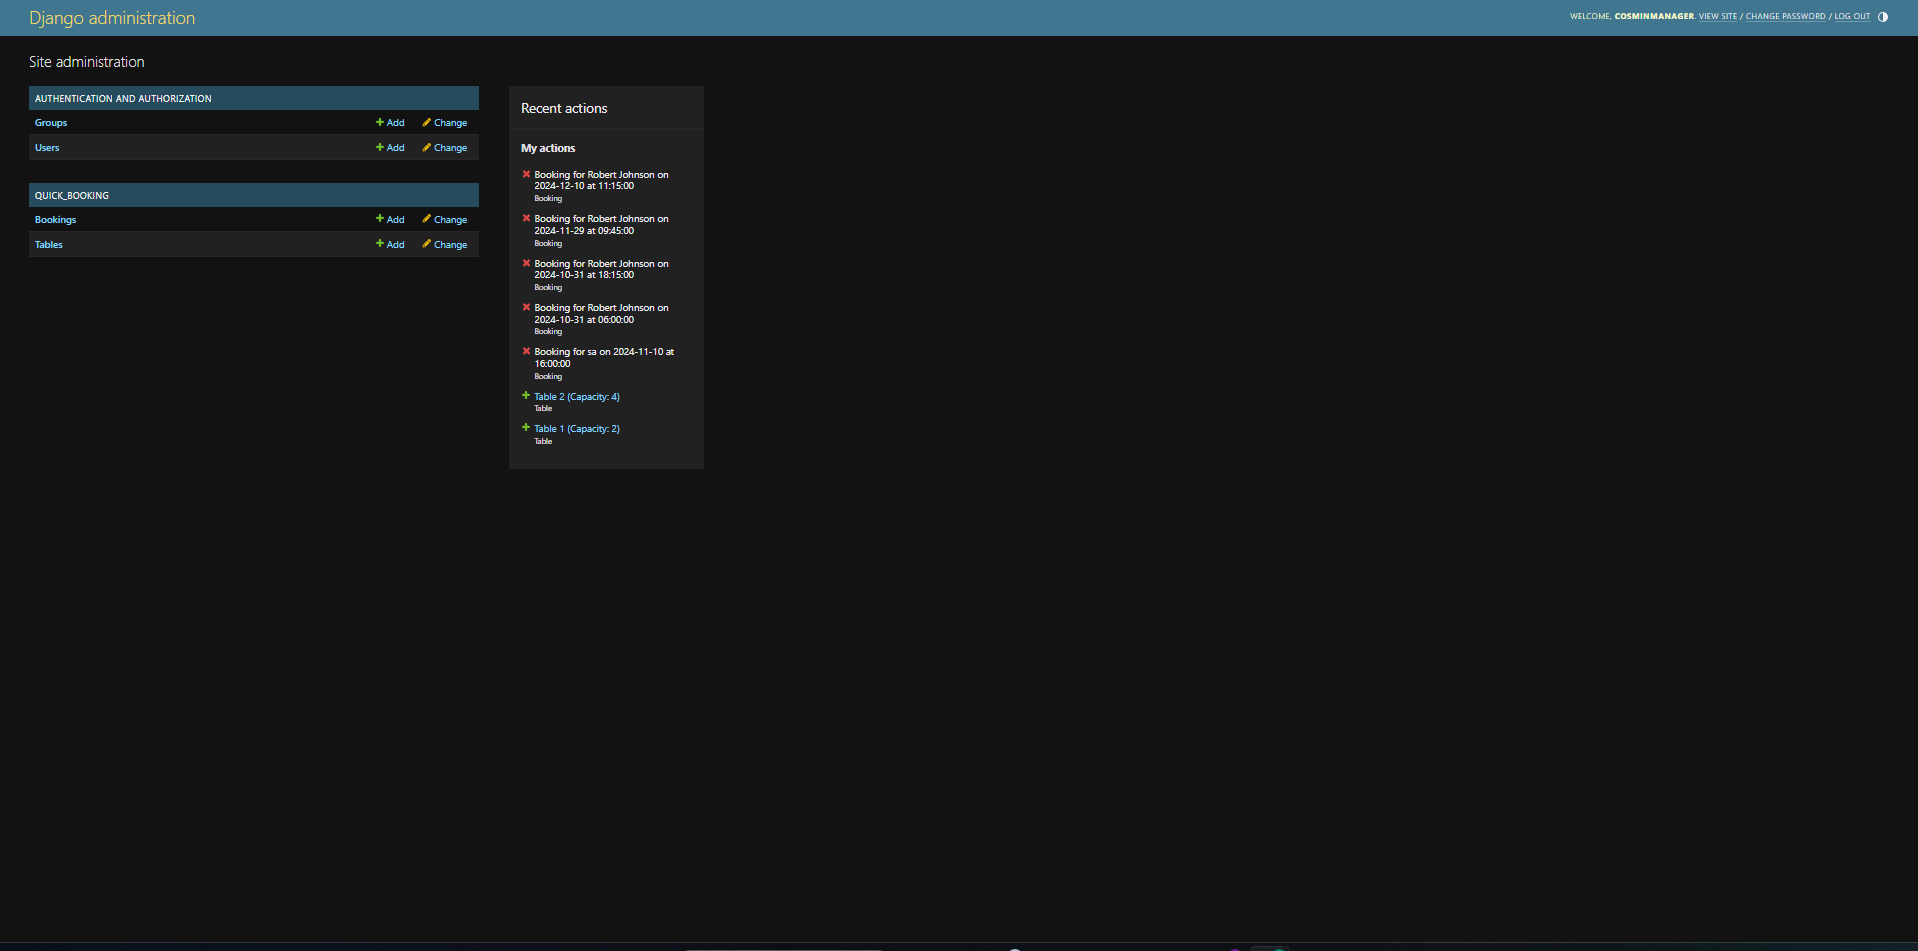 Django administration
WELCOME, COSMINMANAGER. VIEW SITE / CHANGE PASSWORD / LOG OUT
Site administration
AUTHENTICATION AND AUTHORIZATION
Groups Add Change
Users Add Change
QUICK_BOOKING
Bookings Add Change
Tables Add Change
Recent actions
My actions
Booking for Robert Johnson on
2024-12-10 at 11:15:00
Booking
Booking for Robert Johnson on
2024-11-29 at 09:45:00
Booking
Booking for Robert Johnson on
2024-10-31 at 18:15:00
Booking
Booking for Robert Johnson on
2024-10-31 at 06:00:00
Booking
Booking for sa on 2024-11-10 at
16:00:00
Booking
Table 2 (Capacity: 4)
Table
Table 1 (Capacity: 2)
Table